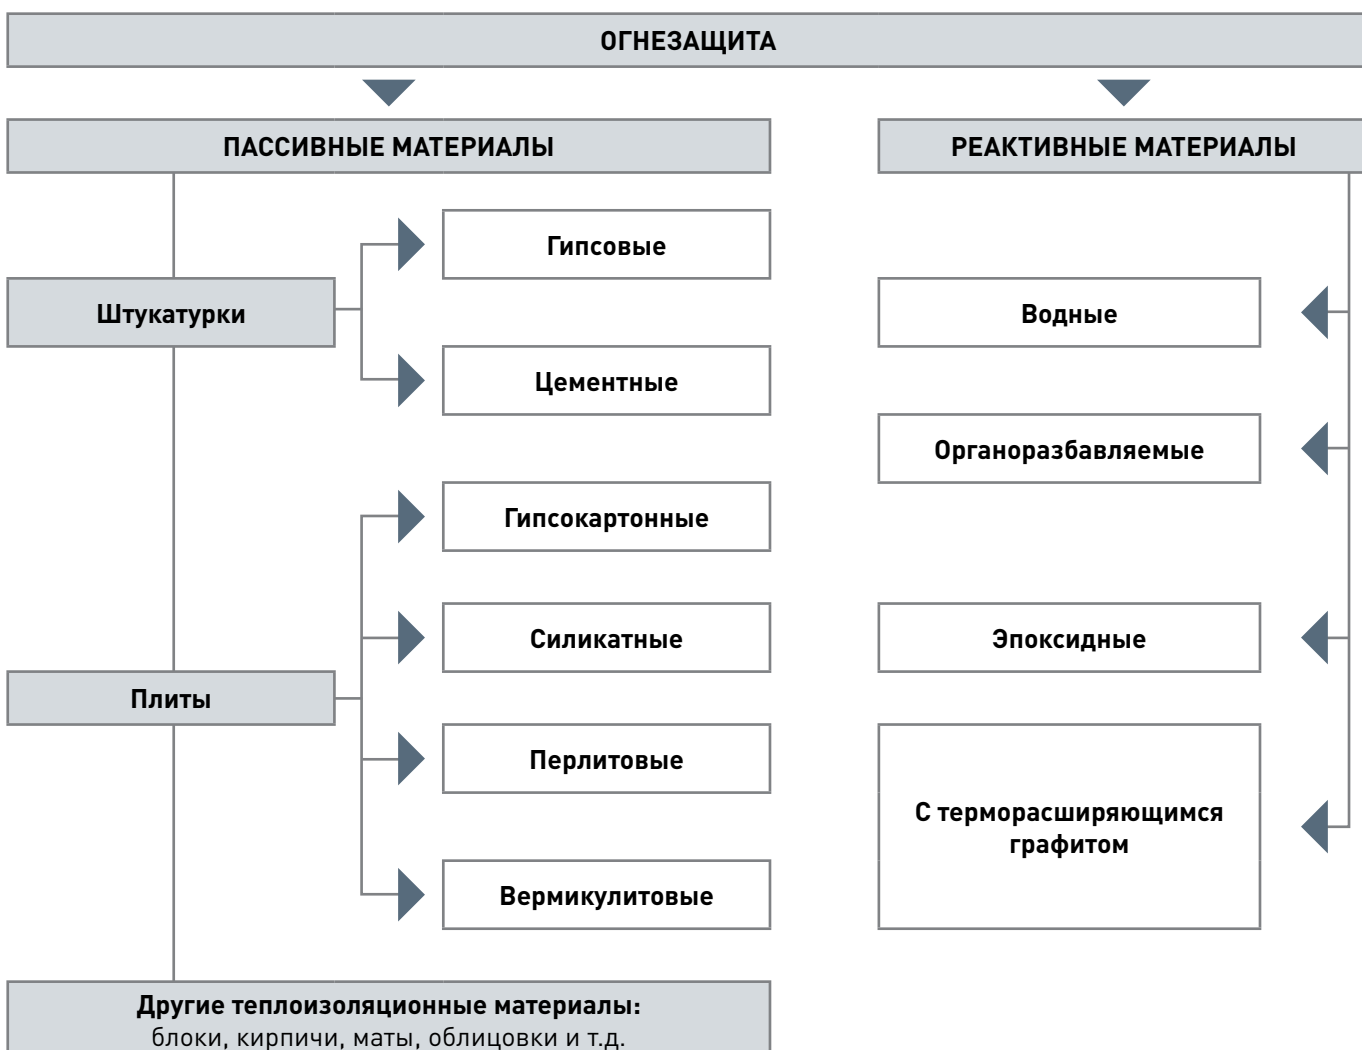 ОГНЕЗАЩИТА
ПАССИВНЫЕ МАТЕРИАЛЫ
Штукатурки
Гипсовые
Цементные
Плиты
Гипсокартонные
Силикатные
Перлитовые
Вермикулитовые
Другие теплоизоляционные материалы:
блоки, кирпичи, маты, облицовки и т.д.
РЕАКТИВНЫЕ МАТЕРИАЛЫ
Водные
Органоразбавляемые
Эпоксидные
С терморасширяющимся
графитом